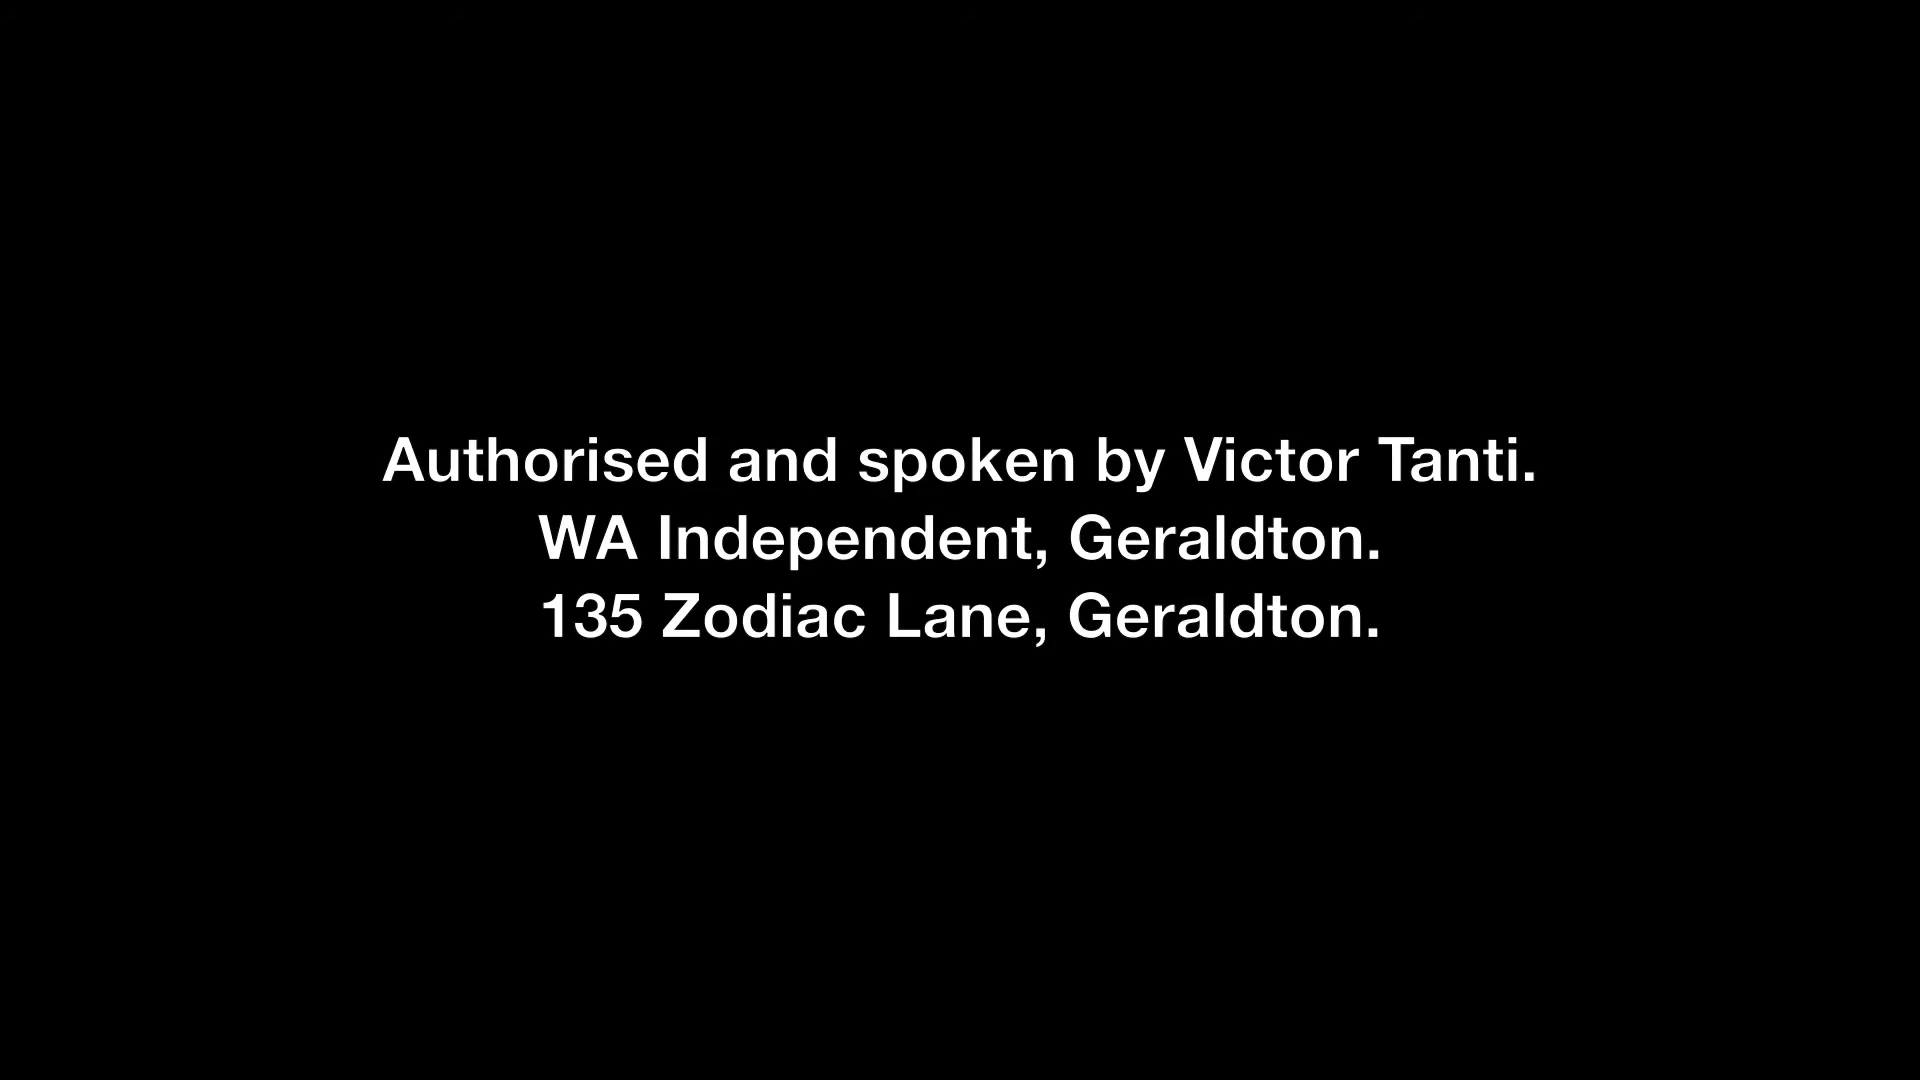 Authorised and spoken by Victor Tanti.
WA Independent, Geraldton.
135 Zodiac Lane, Geraldton.